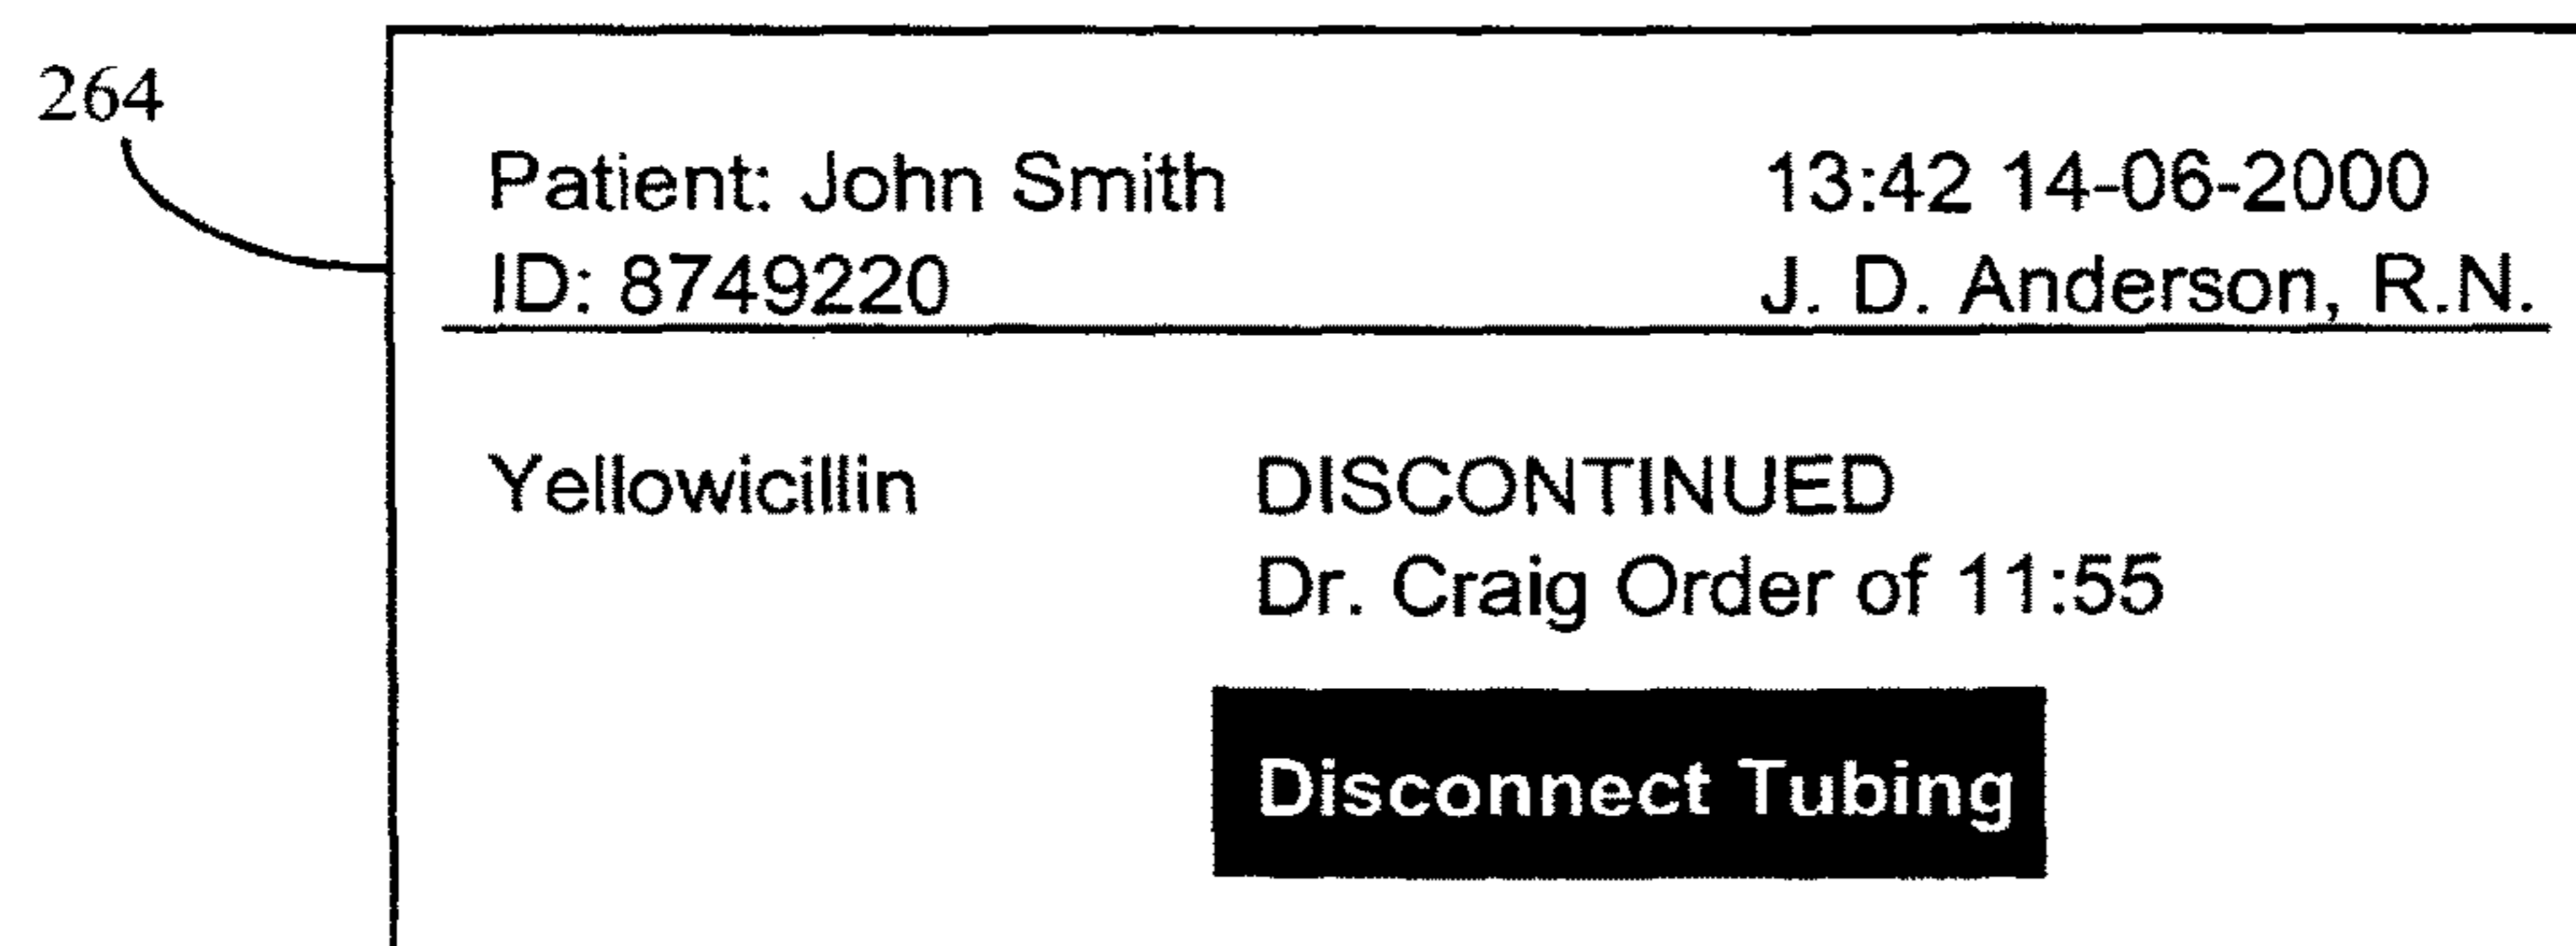 264
Patient: John Smith 13:42 14-06-2000
ID: 8749220 J. D. Anderson, R.N.
Yellowicillin DISCONTINUED
Dr. Craig Order of 11:55
Disconnect Tubing